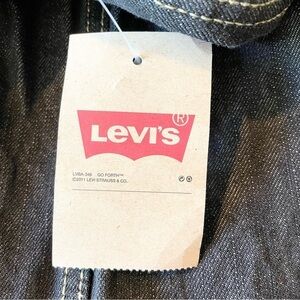 LEVI'S®
LVBA-348 GO FORTH™
©2011 LEVI STRAUSS & CO.